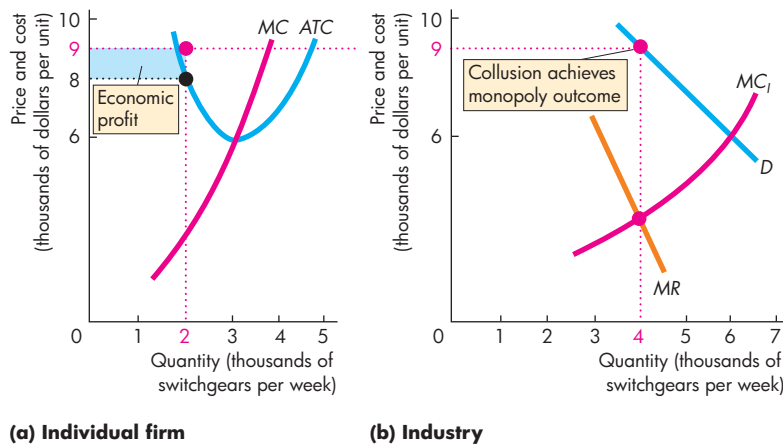 Price and cost
(thousands of dollars per unit)
10
9
8
6
0
Economic
profit
MC
ATC
1
2
3
4
5
Quantity (thousands of
switchgears per week)
(a) Individual firm
Price and cost
(thousands of dollars per unit)
10
9
6
0
Collusion achieves
monopoly outcome
MC_I
D
MR
1
2
3
4
5
6
7
Quantity (thousands of
switchgears per week)
(b) Industry